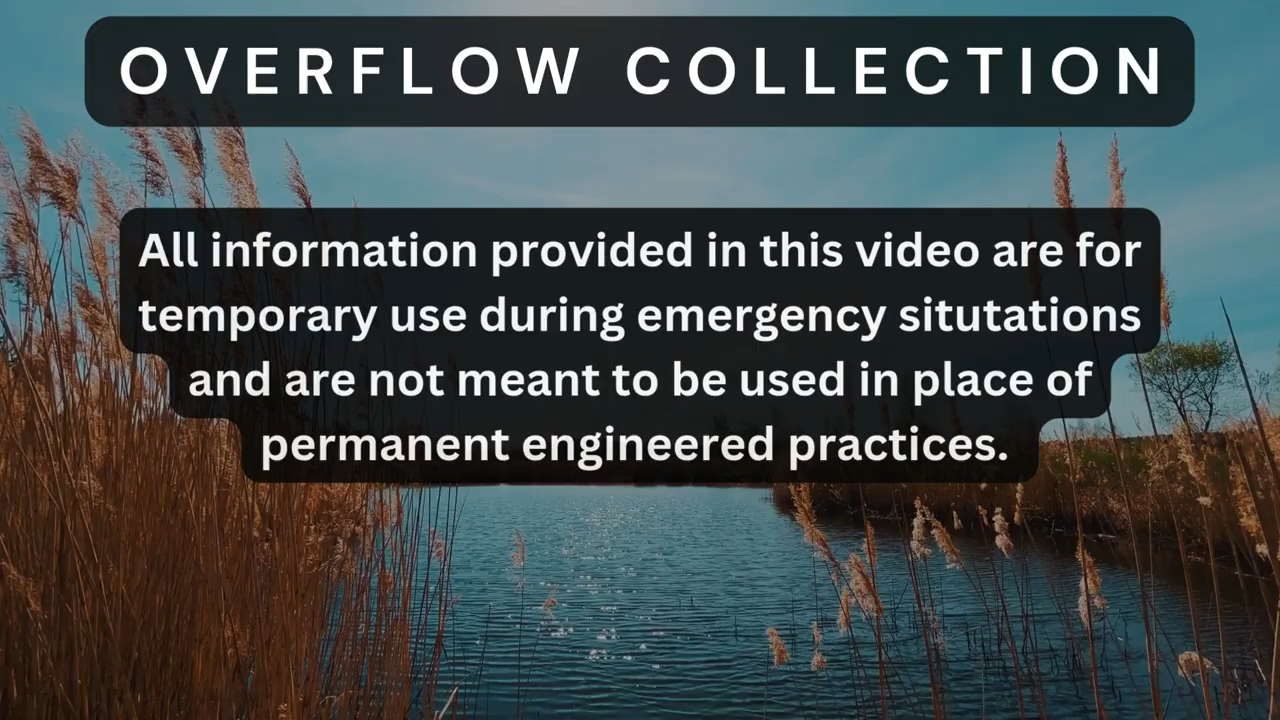 OVERFLOW COLLECTION
All information provided in this video are for
temporary use during emergency situtations
and are not meant to be used in place of
permanent engineered practices.